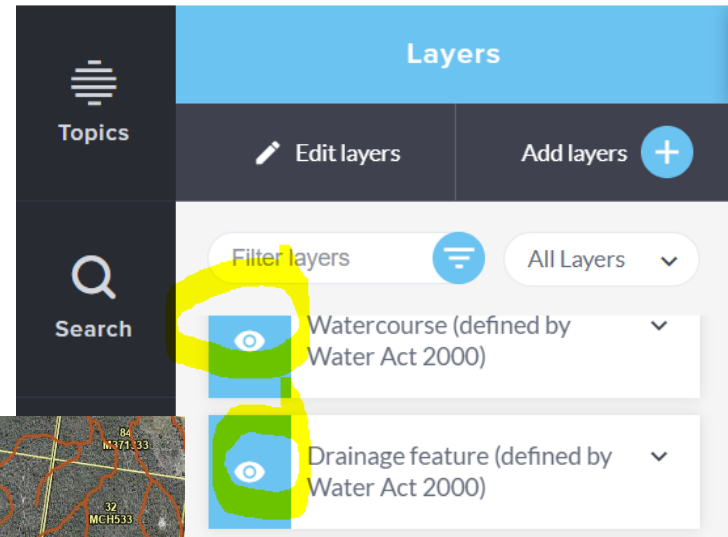 Layers
Topics
Edit layers
Add layers
Filter layers
All Layers
Search
Watercourse (defined by
Water Act 2000)
Drainage feature (defined by
Water Act 2000)
84
M371533
32
MCH533